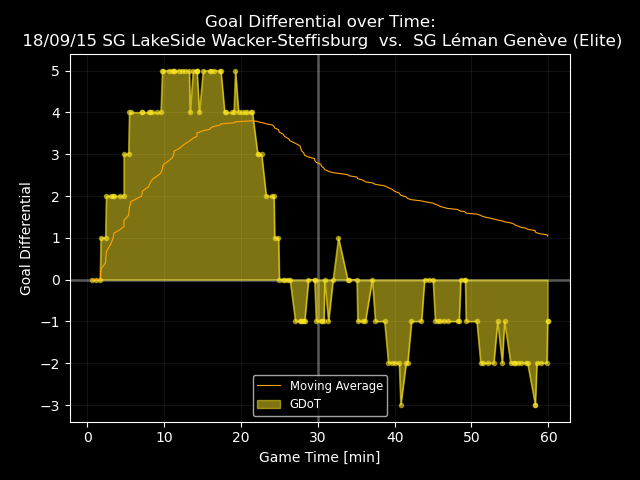 Goal Differential over Time:
18/09/15 SG LakeSide Wacker-Steffisburg  vs.  SG Léman Genève (Elite)
5
4
3
2
1
0
−1
−2
−3
Goal Differential
Moving Average
GDoT
0 10 20 30 40 50 60
Game Time [min]